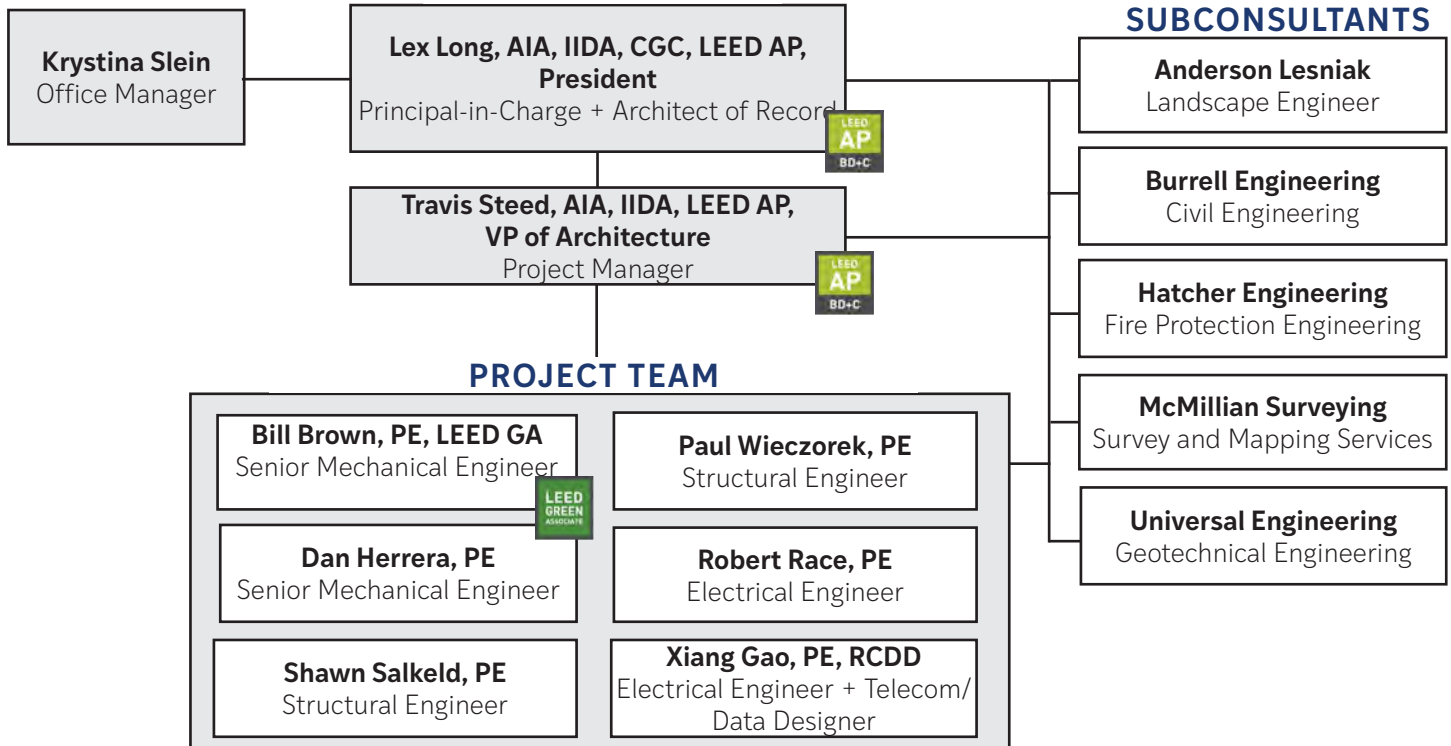 Krystina Slein
Office Manager
Lex Long, AIA, IIDA, CGC, LEED AP,
President
Principal-in-Charge + Architect of Record
LEED
AP
BD+C
Travis Steed, AIA, IIDA, LEED AP,
VP of Architecture
Project Manager
LEED
AP
BD+C
SUBCONSULTANTS
Anderson Lesniak
Landscape Engineer
Burrell Engineering
Civil Engineering
Hatcher Engineering
Fire Protection Engineering
McMillian Surveying
Survey and Mapping Services
Universal Engineering
Geotechnical Engineering
PROJECT TEAM
Bill Brown, PE, LEED GA
Senior Mechanical Engineer
LEED
GREEN
ASSOCIATE
Paul Wieczorek, PE
Structural Engineer
Dan Herrera, PE
Senior Mechanical Engineer
Robert Race, PE
Electrical Engineer
Shawn Salkeld, PE
Structural Engineer
Xiang Gao, PE, RCDD
Electrical Engineer + Telecom/
Data Designer